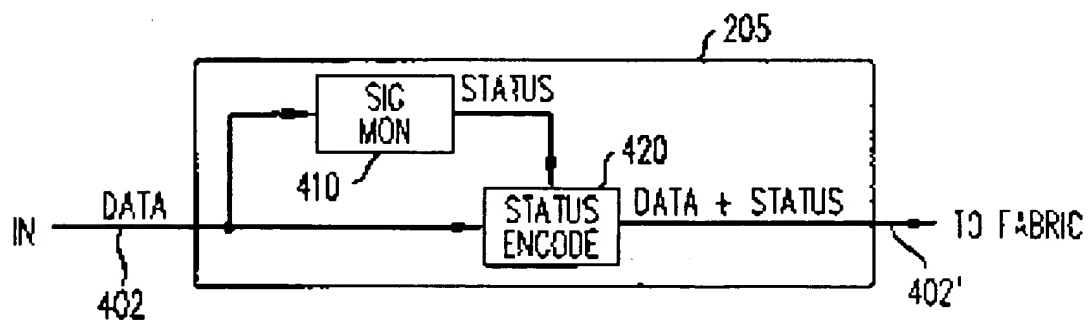 205
SIG
MON
STATUS
410
420
IN
DATA
STATUS
ENCODE
DATA + STATUS
TO FABRIC
402
402'